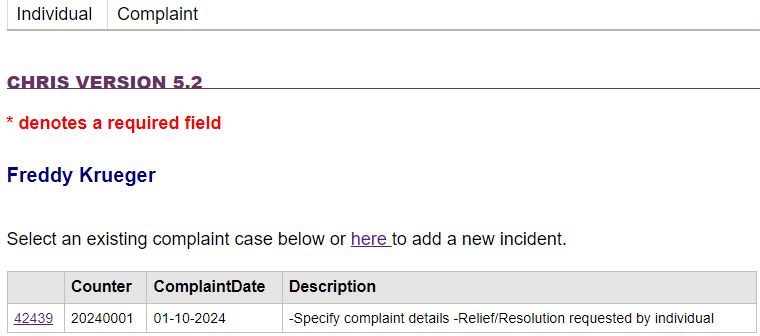 Individual Complaint
CHRIS VERSION 5.2
* denotes a required field
Freddy Krueger
Select an existing complaint case below or here to add a new incident.
Counter ComplaintDate Description
42439 20240001 01-10-2024 -Specify complaint details -Relief/Resolution requested by individual